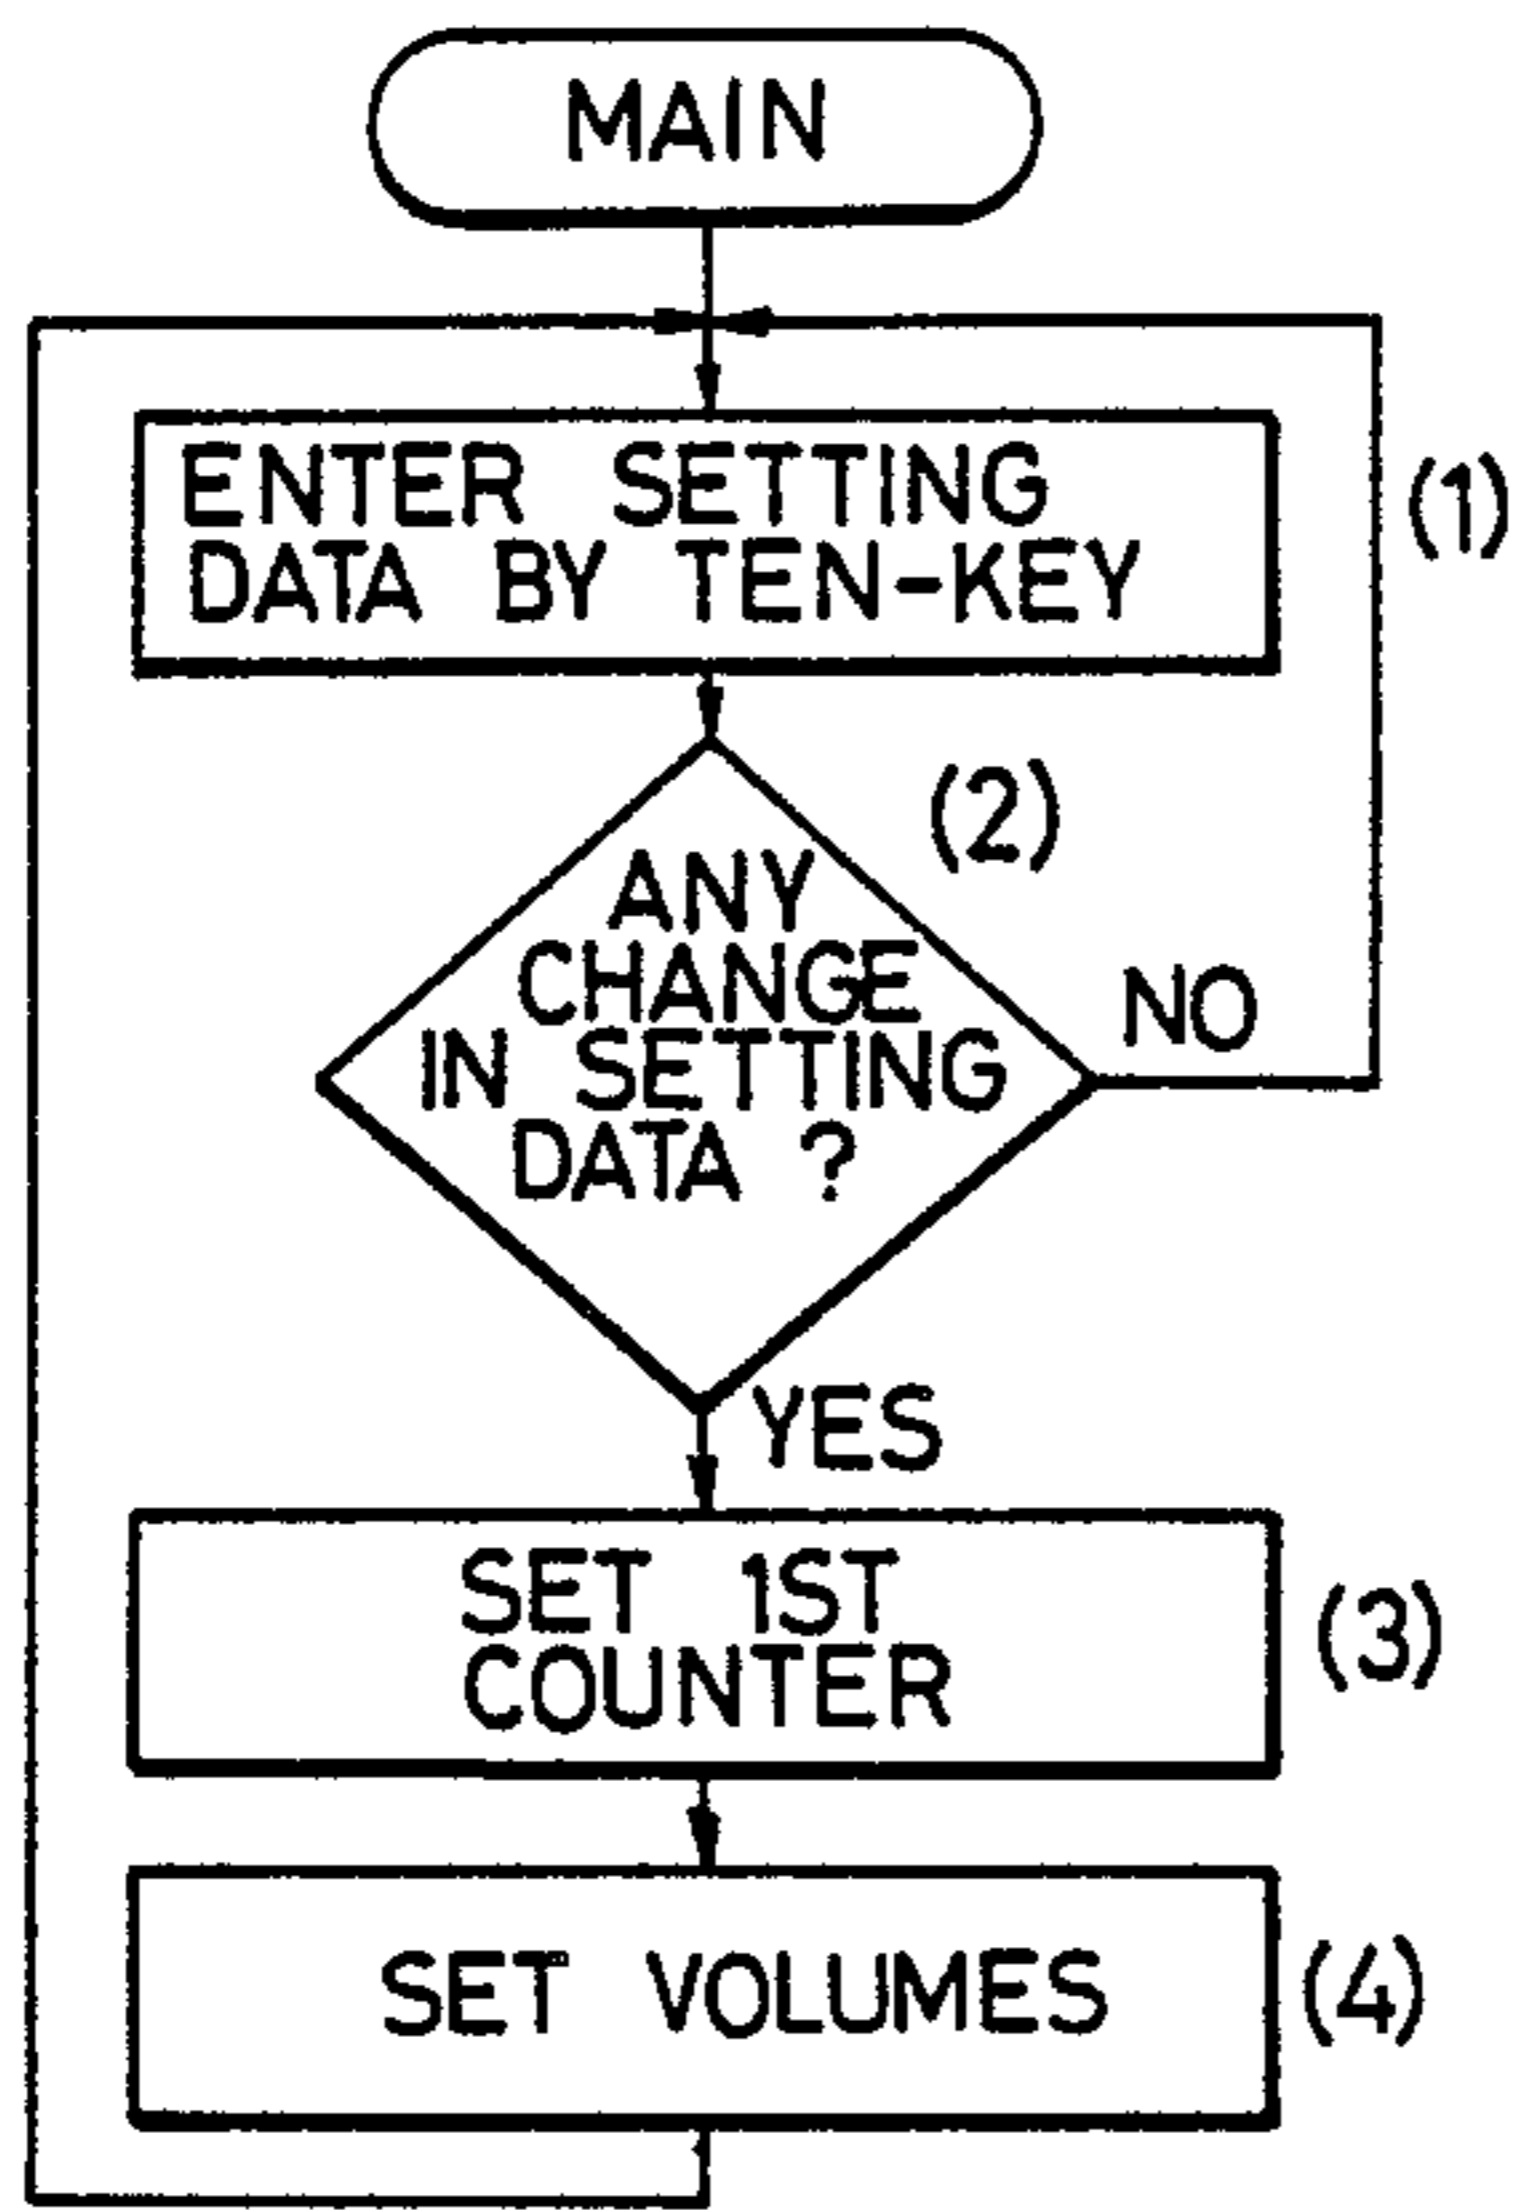 MAIN
ENTER SETTING
DATA BY TEN-KEY
(1)
(2)
ANY
CHANGE
IN SETTING
DATA ?
NO
YES
SET 1ST
COUNTER
(3)
SET VOLUMES
(4)